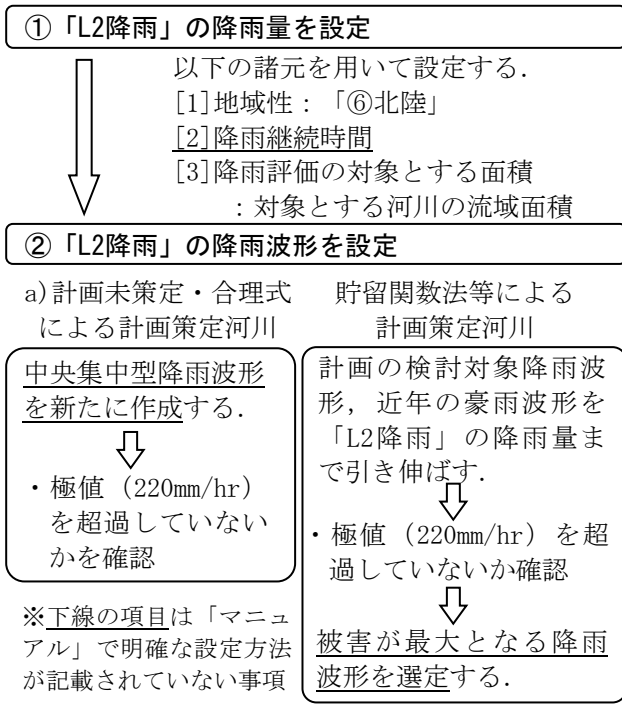 ①「L2降雨」の降雨量を設定
以下の諸元を用いて設定する．
[1]地域性：「⑥北陸」
[2]降雨継続時間
[3]降雨評価の対象とする面積
：対象とする河川の流域面積
②「L2降雨」の降雨波形を設定
a)計画未策定・合理式
による計画策定河川
中央集中型降雨波形
を新たに作成する．
・極値（220mm/hr）
を超過していない
かを確認
※下線の項目は「マニュ
アル」で明確な設定方法
が記載されていない事項
貯留関数法等による
計画策定河川
計画の検討対象降雨波
形，近年の豪雨波形を
「L2降雨」の降雨量ま
で引き伸ばす．
・極値（220mm/hr）を超
過していないか確認
被害が最大となる降雨
波形を選定する．